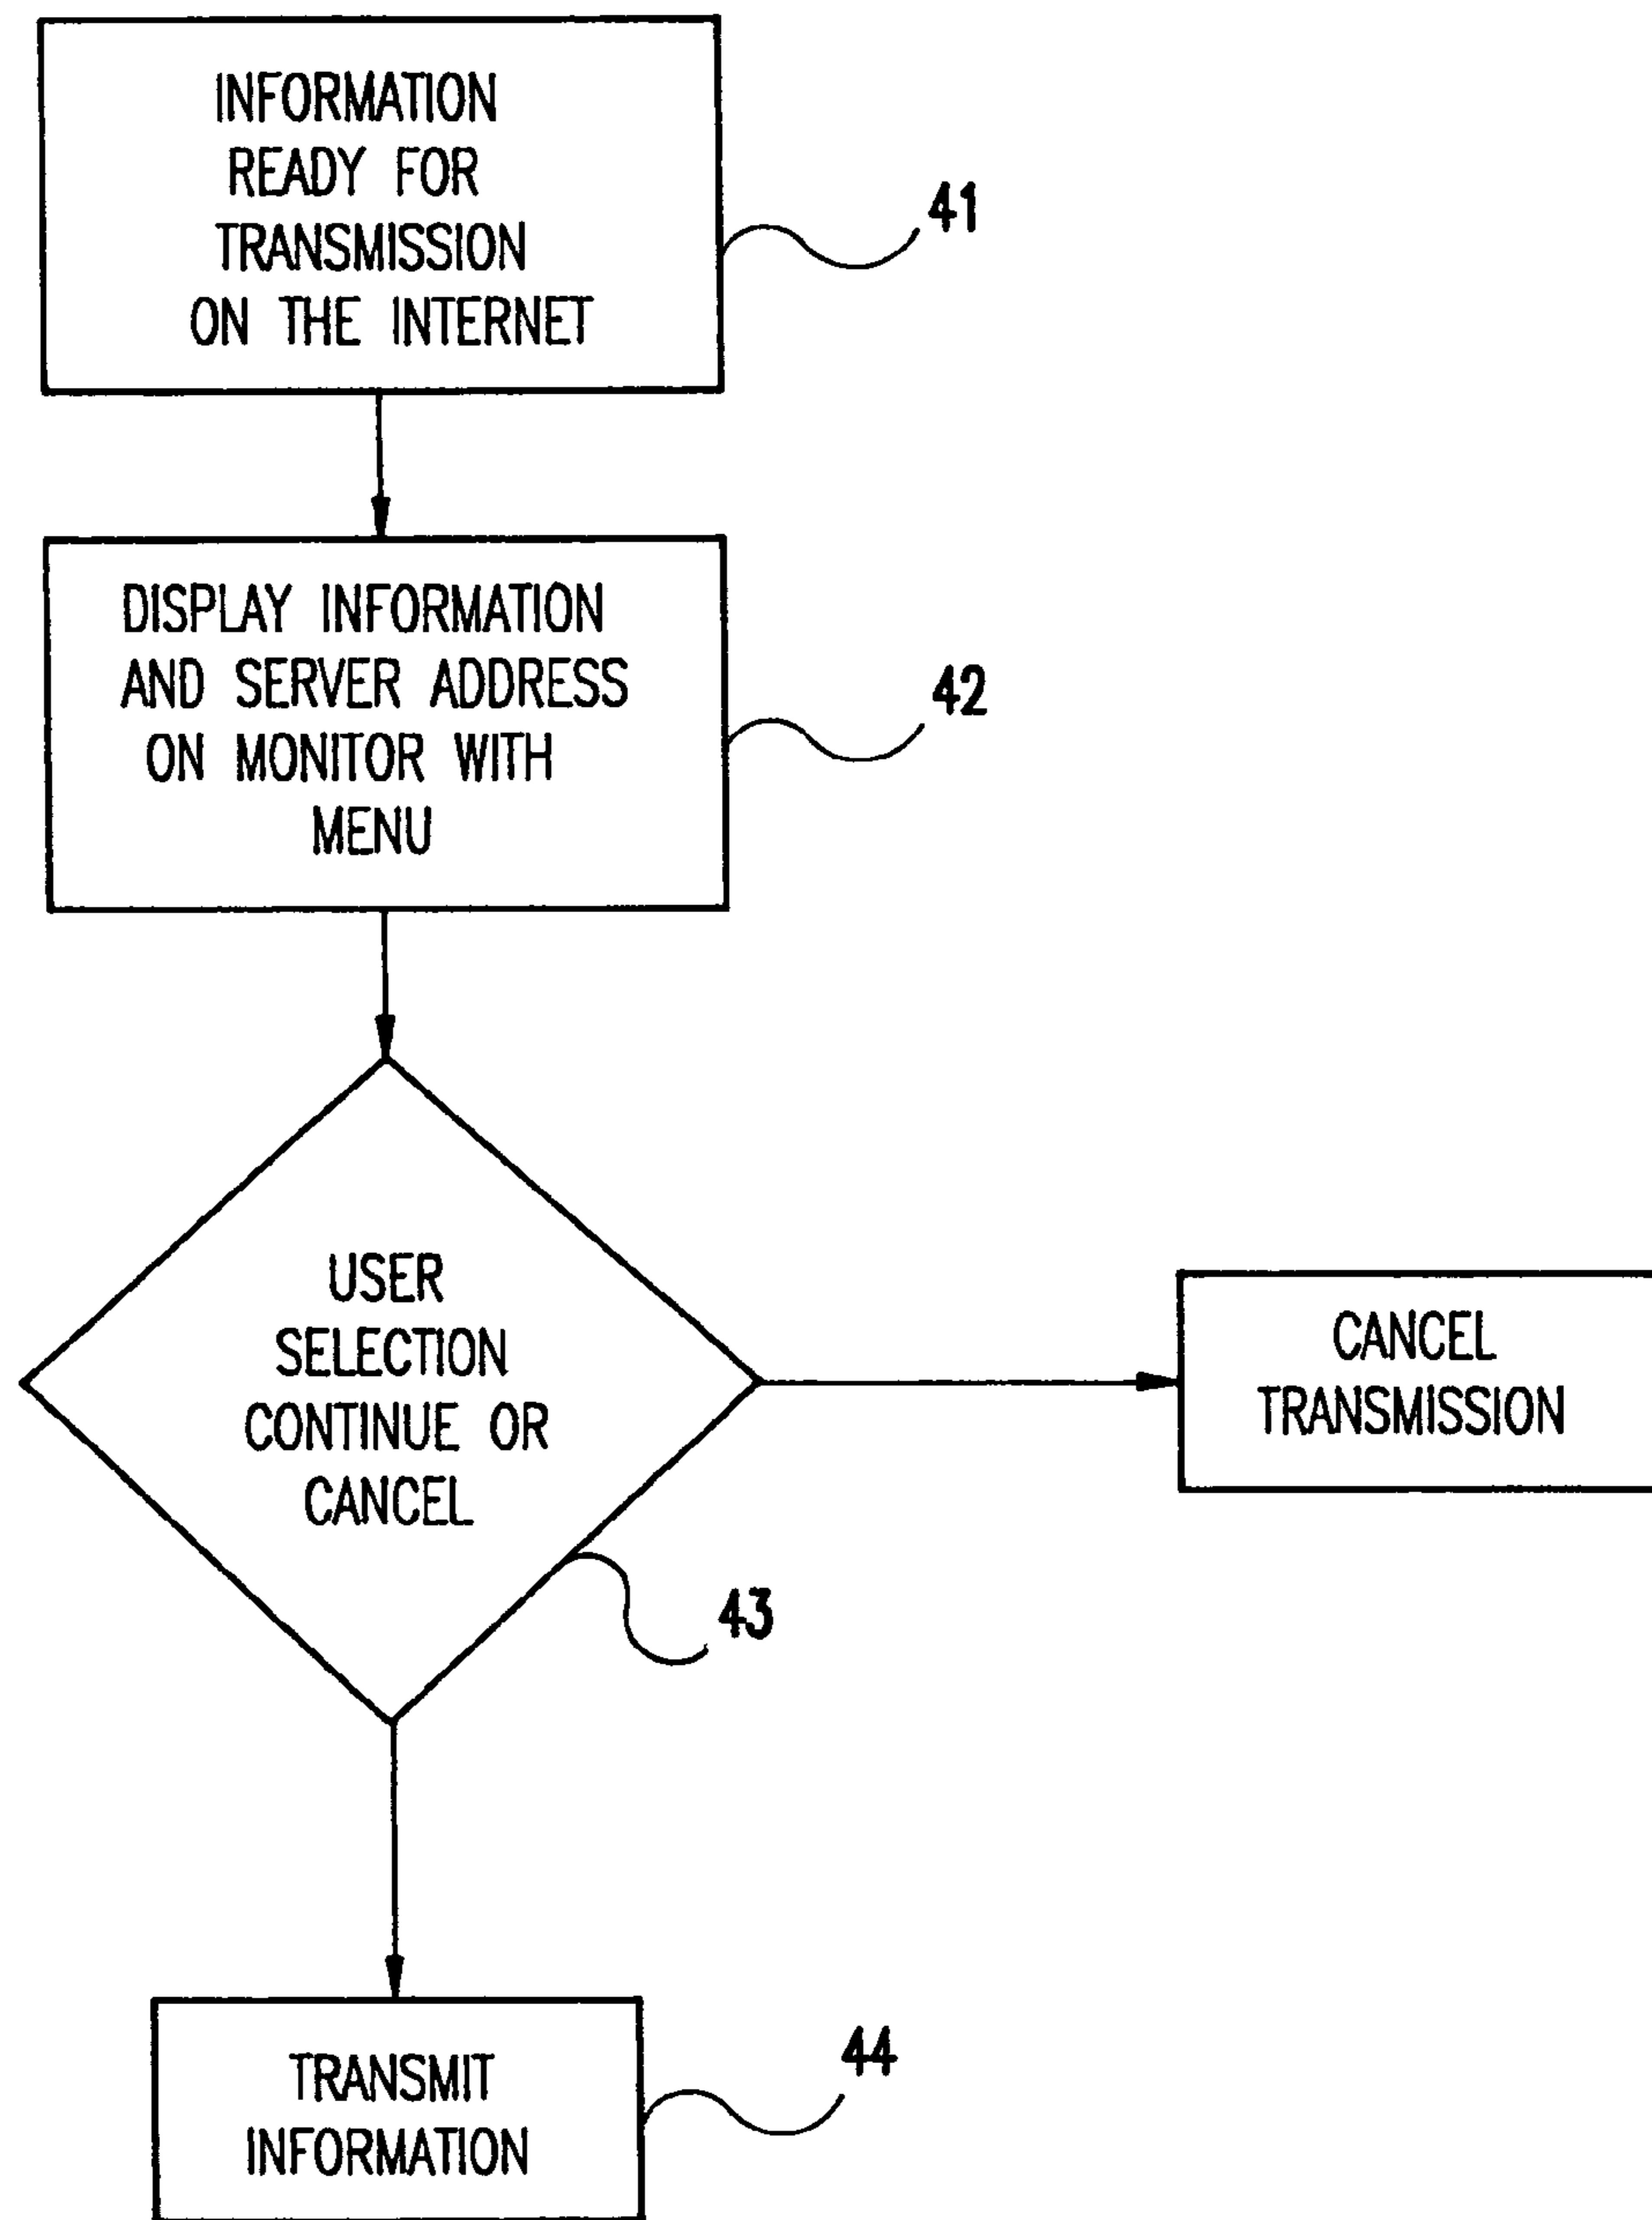 INFORMATION
READY FOR
TRANSMISSION
ON THE INTERNET
41
DISPLAY INFORMATION
AND SERVER ADDRESS
ON MONITOR WITH
MENU
42
USER
SELECTION
CONTINUE OR
CANCEL
43
CANCEL
TRANSMISSION
TRANSMIT
INFORMATION
44